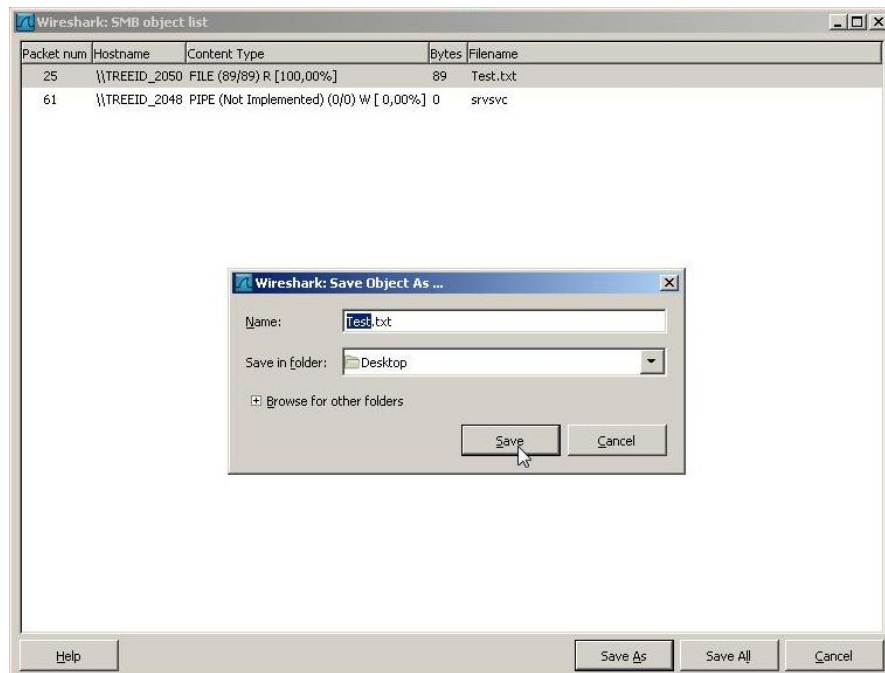 Wireshark: SMB object list
Packet num Hostname Content Type Bytes Filename
25 \\TREEID_2050 FILE (89/89) R [100,00%] 89 Test.txt
61 \\TREEID_2048 PIPE (Not Implemented) (0/0) W [ 0,00%] 0 srvsvc
Wireshark: Save Object As ...
Name: Test.txt
Save in folder: Desktop
Browse for other folders
Save Cancel
Help Save As Save All Cancel